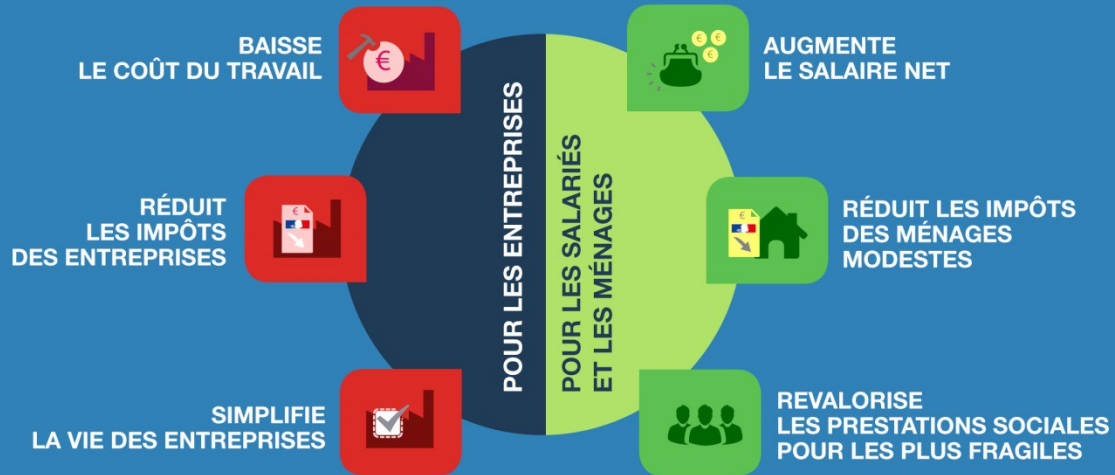 BAISSE
LE COÛT DU TRAVAIL
RÉDUIT
LES IMPÔTS
DES ENTREPRISES
SIMPLIFIE
LA VIE DES ENTREPRISES
POUR LES ENTREPRISES
POUR LES SALARIÉS
ET LES MÉNAGES
AUGMENTE
LE SALAIRE NET
RÉDUIT LES IMPÔTS
DES MÉNAGES
MODESTES
REVALORISE
LES PRESTATIONS SOCIALES
POUR LES PLUS FRAGILES